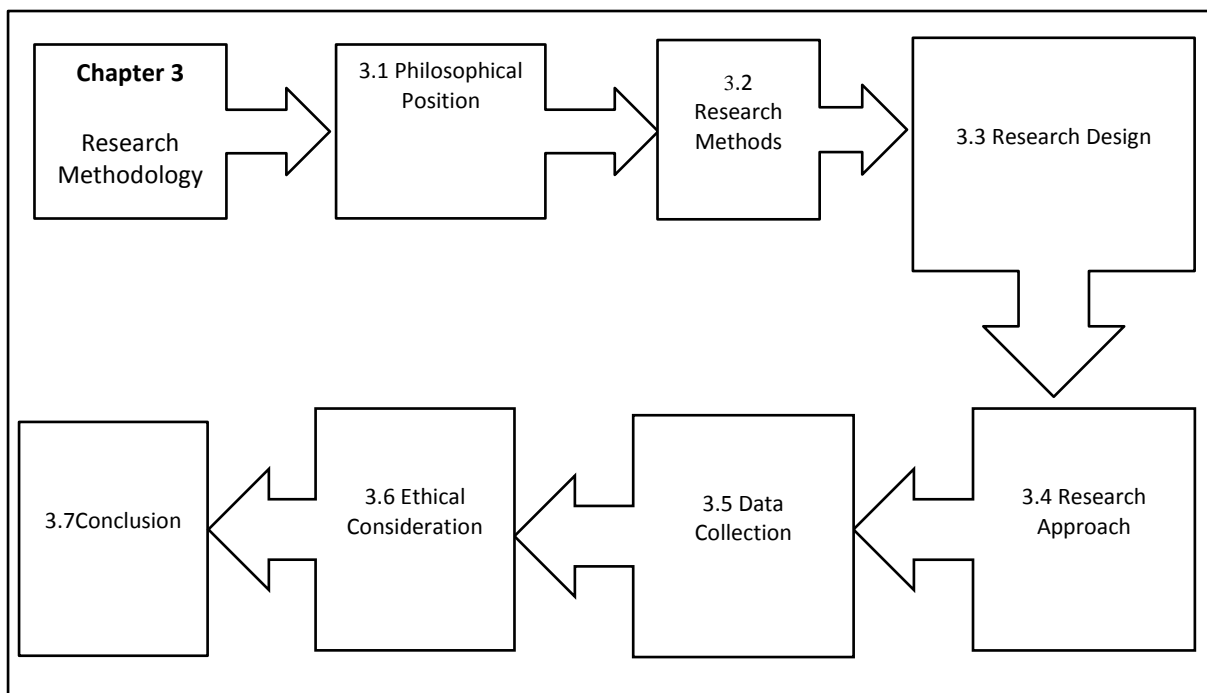 Chapter 3
Research
Methodology
3.1 Philosophical
Position
3.2
Research
Methods
3.3 Research Design
3.4 Research
Approach
3.5 Data
Collection
3.6 Ethical
Consideration
3.7Conclusion